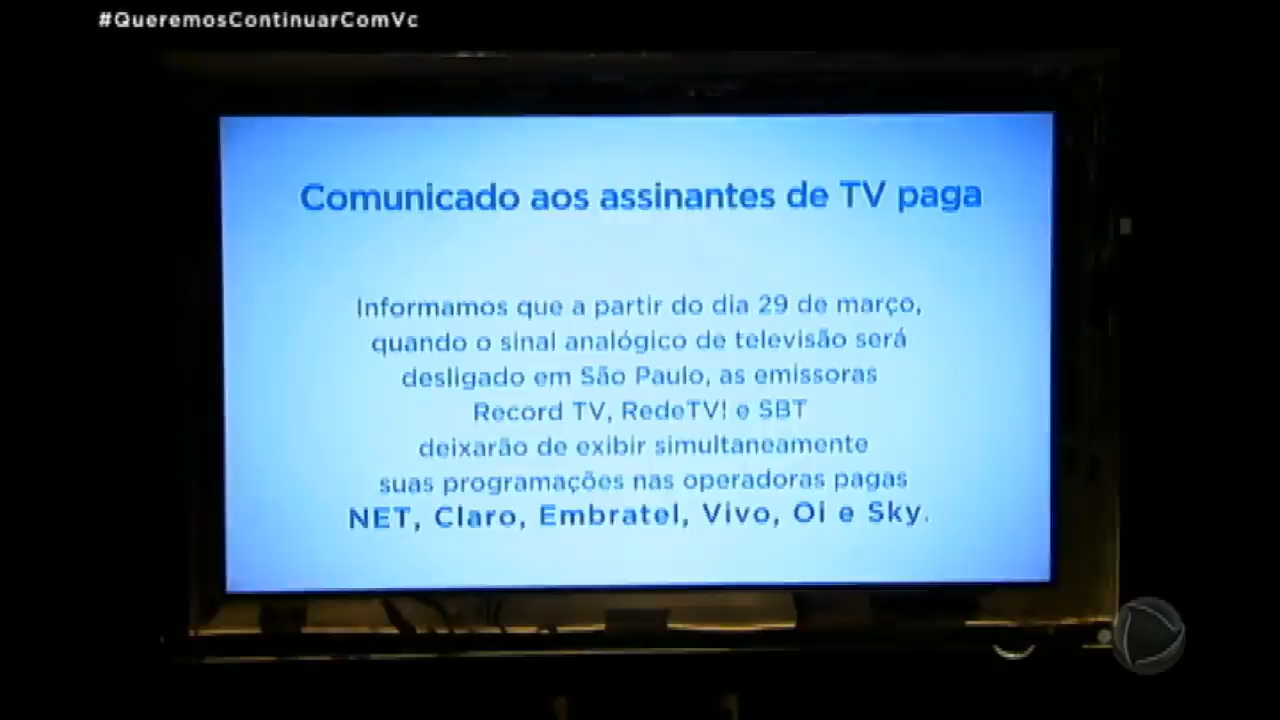 #QueremosContinuarComVc
Comunicado aos assinantes de TV paga
Informamos que a partir do dia 29 de março,
quando o sinal analógico de televisão será
desligado em São Paulo, as emissoras
Record TV, RedeTV! e SBT
deixarão de exibir simultaneamente
suas programações nas operadoras pagas
NET, Claro, Embratel, Vivo, Oi e Sky.